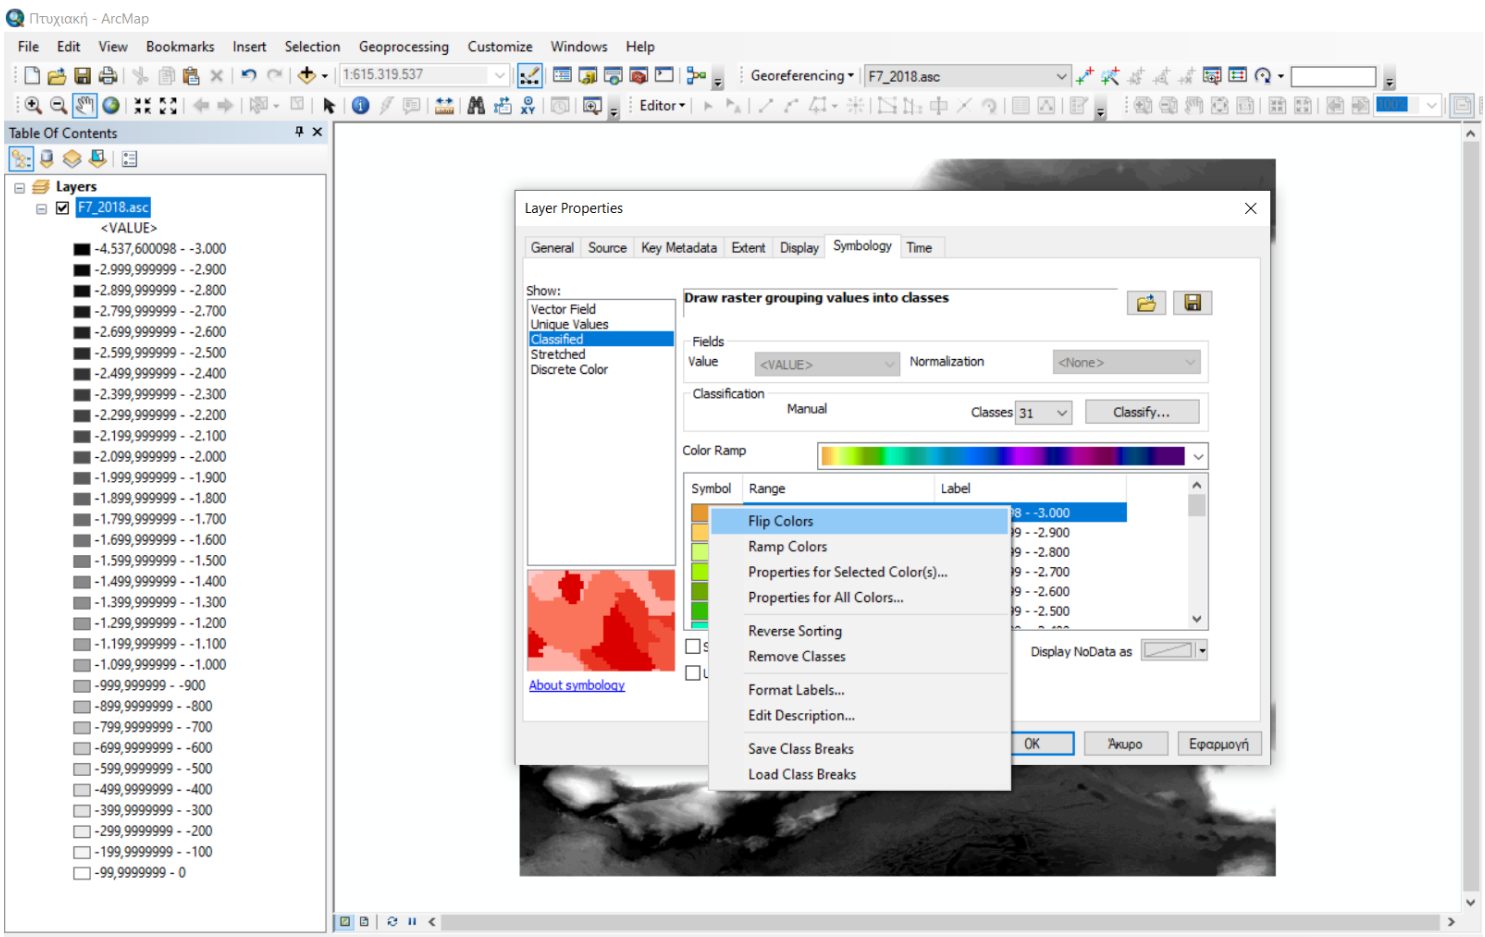 Πτυχιακή - ArcMap
File Edit View Bookmarks Insert Selection Geoprocessing Customize Windows Help
1:615.319.537 Georeferencing F7_2018.asc
Editor 100%
Table Of Contents
Layers
F7_2018.asc
<VALUE>
-4.537,600098 - -3.000
-2.999,999999 - -2.900
-2.899,999999 - -2.800
-2.799,999999 - -2.700
-2.699,999999 - -2.600
-2.599,999999 - -2.500
-2.499,999999 - -2.400
-2.399,999999 - -2.300
-2.299,999999 - -2.200
-2.199,999999 - -2.100
-2.099,999999 - -2.000
-1.999,999999 - -1.900
-1.899,999999 - -1.800
-1.799,999999 - -1.700
-1.699,999999 - -1.600
-1.599,999999 - -1.500
-1.499,999999 - -1.400
-1.399,999999 - -1.300
-1.299,999999 - -1.200
-1.199,999999 - -1.100
-1.099,999999 - -1.000
-999,999999 - -900
-899,9999999 - -800
-799,9999999 - -700
-699,9999999 - -600
-599,9999999 - -500
-499,9999999 - -400
-399,9999999 - -300
-299,9999999 - -200
-199,9999999 - -100
-99,9999999 - 0
Layer Properties
General Source Key Metadata Extent Display Symbology Time
Show:
Vector Field
Unique Values
Classified
Stretched
Discrete Color
About symbology
Draw raster grouping values into classes
Fields
Value <VALUE> Normalization <None>
Classification
Manual Classes 31 Classify...
Color Ramp
Symbol Range Label
98 - -3.000
99 - -2.900
99 - -2.800
99 - -2.700
99 - -2.600
99 - -2.500
Flip Colors
Ramp Colors
Properties for Selected Color(s)...
Properties for All Colors...
Reverse Sorting
Remove Classes
Format Labels...
Edit Description...
Save Class Breaks
Load Class Breaks
Display NoData as
OK Άκυρο Εφαρμογή